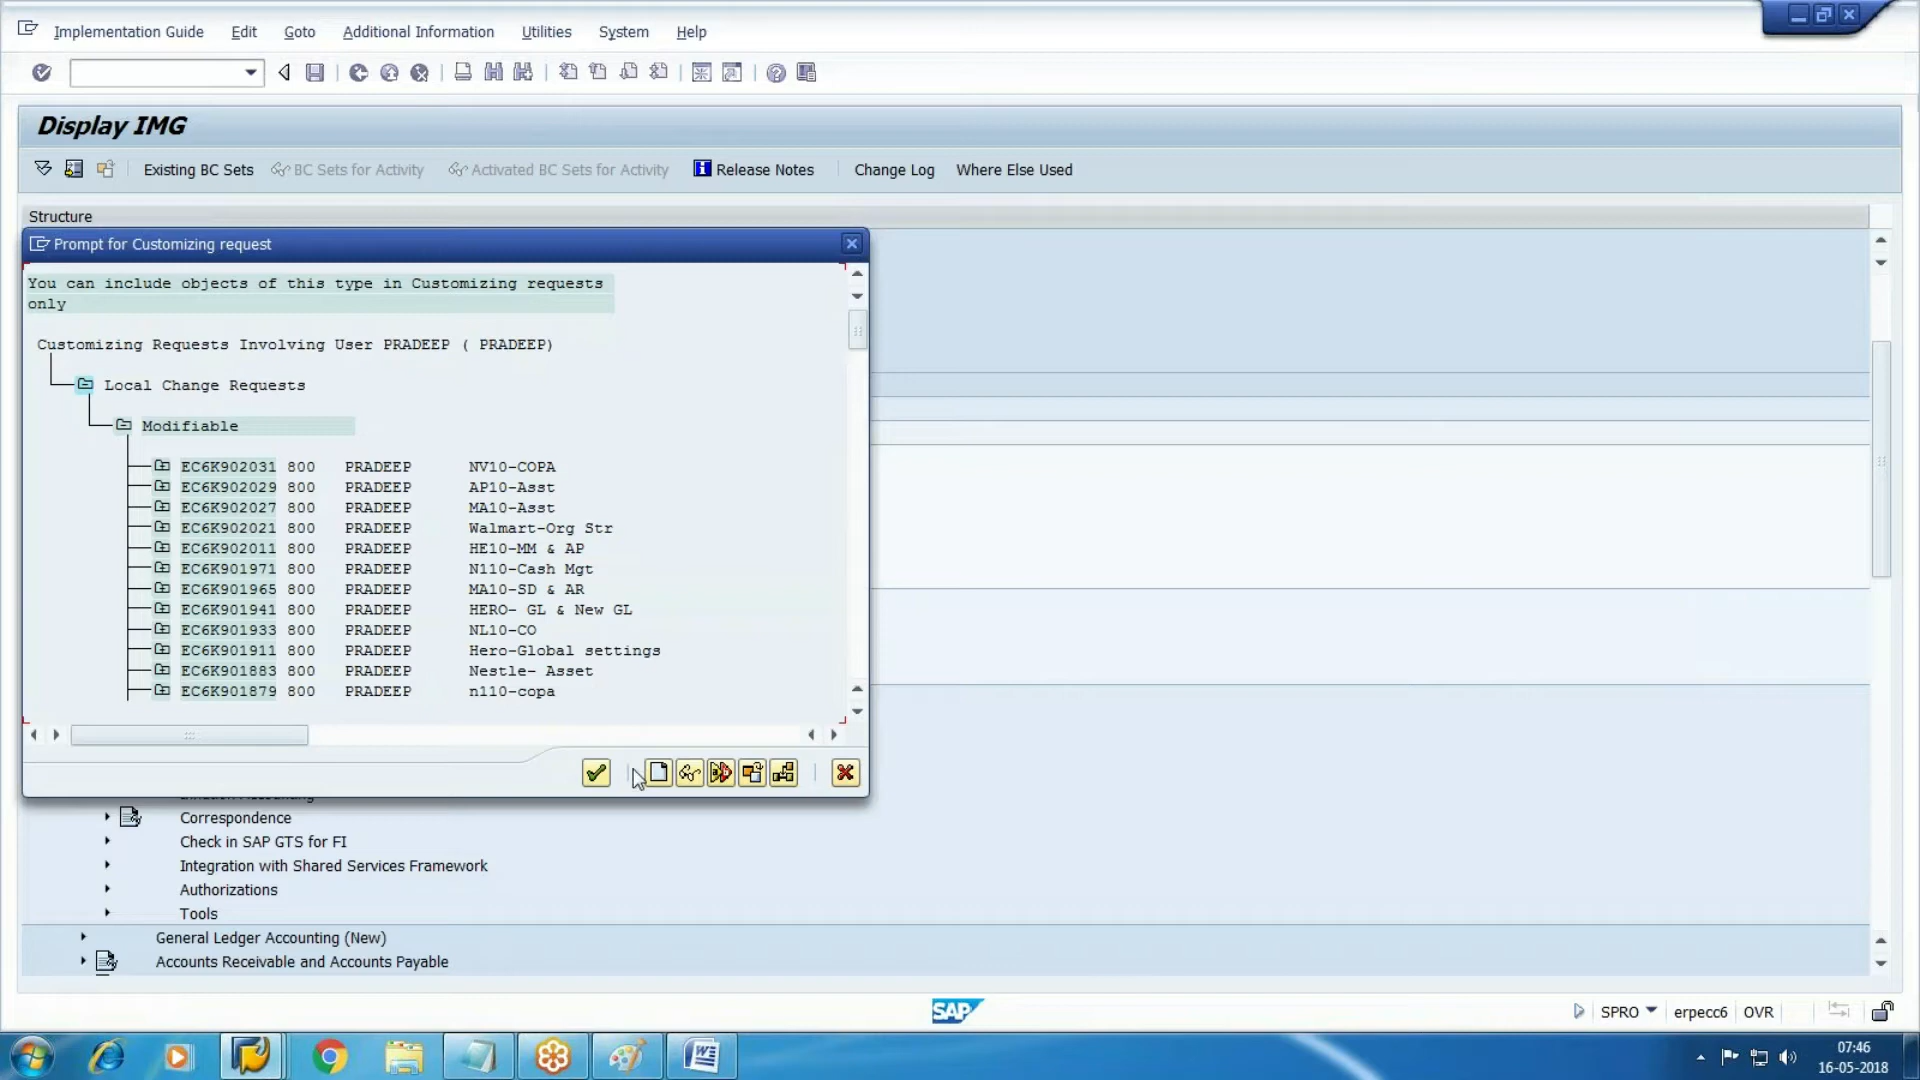 Implementation Guide Edit Goto Additional Information Utilities System Help
Display IMG
Existing BC Sets BC Sets for Activity Activated BC Sets for Activity Release Notes Change Log Where Else Used
Structure
Prompt for Customizing request
You can include objects of this type in Customizing requests
only
Customizing Requests Involving User PRADEEP ( PRADEEP)
Local Change Requests
Modifiable
EC6K902031 800 PRADEEP NV10-COPA
EC6K902029 800 PRADEEP AP10-Asst
EC6K902027 800 PRADEEP MA10-Asst
EC6K902021 800 PRADEEP Walmart-Org Str
EC6K902011 800 PRADEEP HE10-MM & AP
EC6K901971 800 PRADEEP N110-Cash Mgt
EC6K901965 800 PRADEEP MA10-SD & AR
EC6K901941 800 PRADEEP HERO- GL & New GL
EC6K901933 800 PRADEEP NL10-CO
EC6K901911 800 PRADEEP Hero-Global settings
EC6K901883 800 PRADEEP Nestle- Asset
EC6K901879 800 PRADEEP n110-copa
Correspondence
Check in SAP GTS for FI
Integration with Shared Services Framework
Authorizations
Tools
General Ledger Accounting (New)
Accounts Receivable and Accounts Payable
SAP
SPRO erpecc6 OVR
07:46
16-05-2018